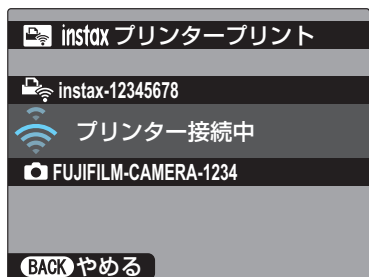 instax プリンタープリント
instax-12345678
プリンター接続中
FUJIFILM-CAMERA-1234
BACK やめる